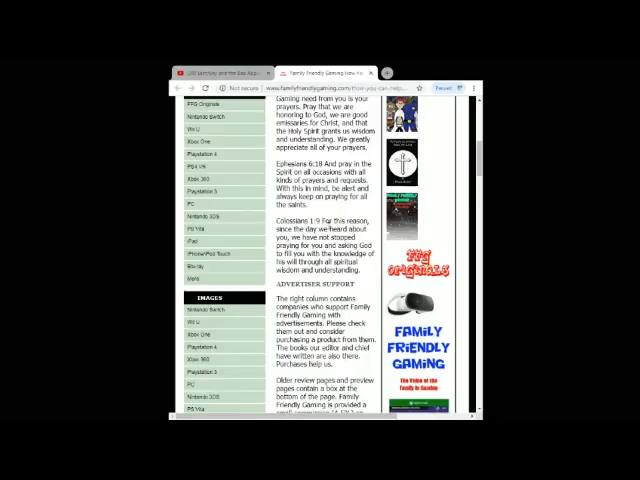 Family Friendly Gaming How
Not secure
www.familyfriendlygaming.com/
Paused
FFG Originals
Nintendo Switch
Wii U
Xbox One
Playstation 4
PS4 VR
Xbox 360
Playstation 3
PC
Nintendo 3DS
PS Vita
iPad
iPhone/iPod Touch
Blu-ray
More
IMAGES
Nintendo Switch
Wii U
Xbox One
Playstation 4
Xbox 360
Playstation 3
PC
Nintendo 3DS
PS Vita
Gaming need from you is your
prayers. Pray that we are
honoring to God, we are good
emissaries for Christ, and that
the Holy Spirit grants us wisdom
and understanding. We greatly
appreciate all of your prayers.
Ephesians 6:18 And pray in the
Spirit on all occasions with all
kinds of prayers and requests.
With this in mind, be alert and
always keep on praying for all
the saints.
Colossians 1:9 For this reason,
since the day we heard about
you, we have not stopped
praying for you and asking God
to fill you with the knowledge of
his will through all spiritual
wisdom and understanding.
ADVERTISER SUPPORT
The right column contains
companies who support Family
Friendly Gaming with
advertisements. Please check
them out and consider
purchasing a product from them.
The books our editor and chief
have written are also there.
Purchases help us.
Older review pages and preview
pages contain a box at the
bottom of the page. Family
Friendly Gaming is provided a
FFG
ORiGiNALS
FAMiLY
FRiENDLY
GAMiNG
The Voice of the
Family in Gaming